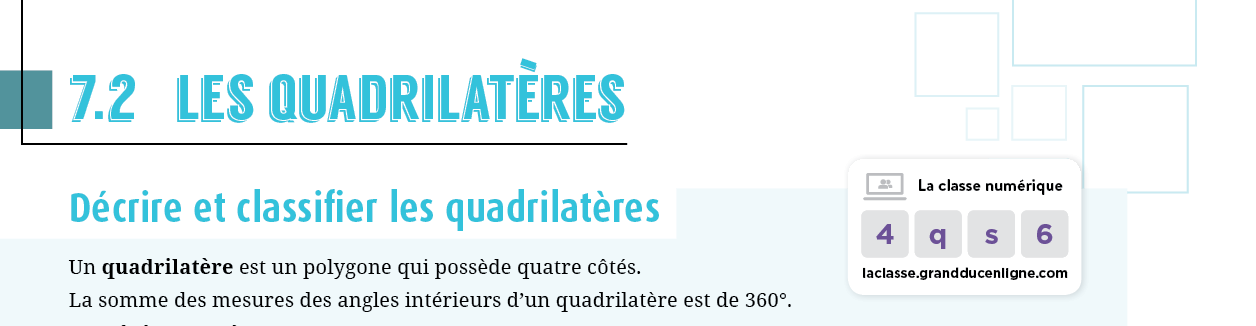 7.2 LES QUADRILATÈRES
Décrire et classifier les quadrilatères
La classe numérique
4 q s 6
laclasse.grandducenligne.com
Un quadrilatère est un polygone qui possède quatre côtés.
La somme des mesures des angles intérieurs d’un quadrilatère est de 360°.